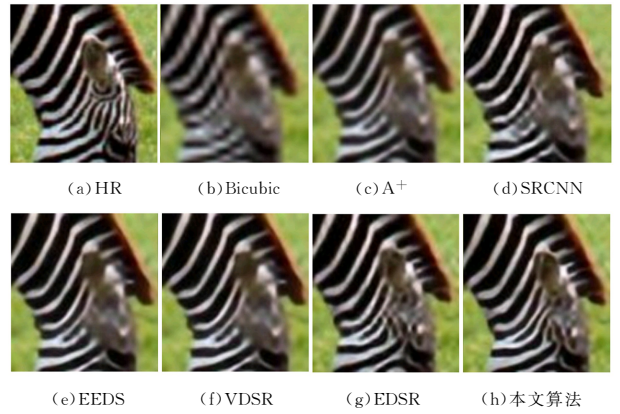 (a)HR (b)Bicubic (c)A+ (d)SRCNN
(e)EEDS (f)VDSR (g)EDSR (h)本文算法